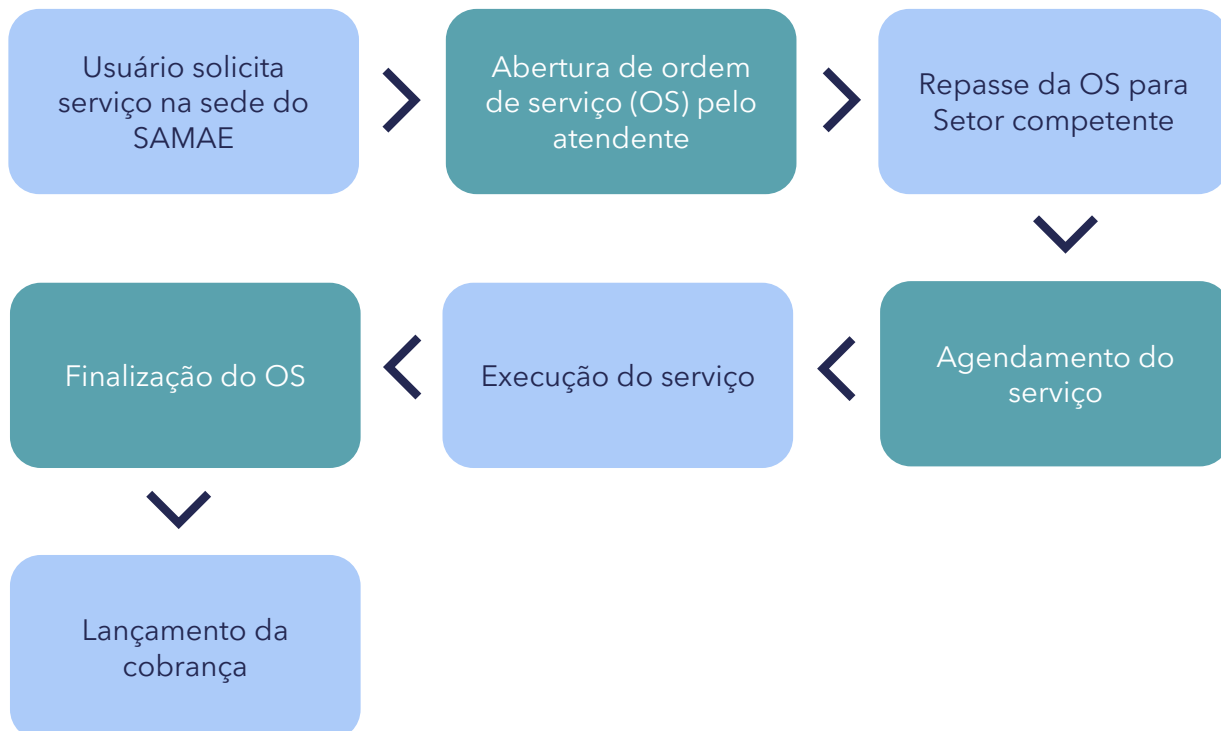 Usuário solicita
serviço na sede do
SAMAE
Abertura de ordem
de serviço (OS) pelo
atendente
Repasse da OS para
Setor competente
Agendamento do
serviço
Execução do serviço
Finalização do OS
Lançamento da
cobrança